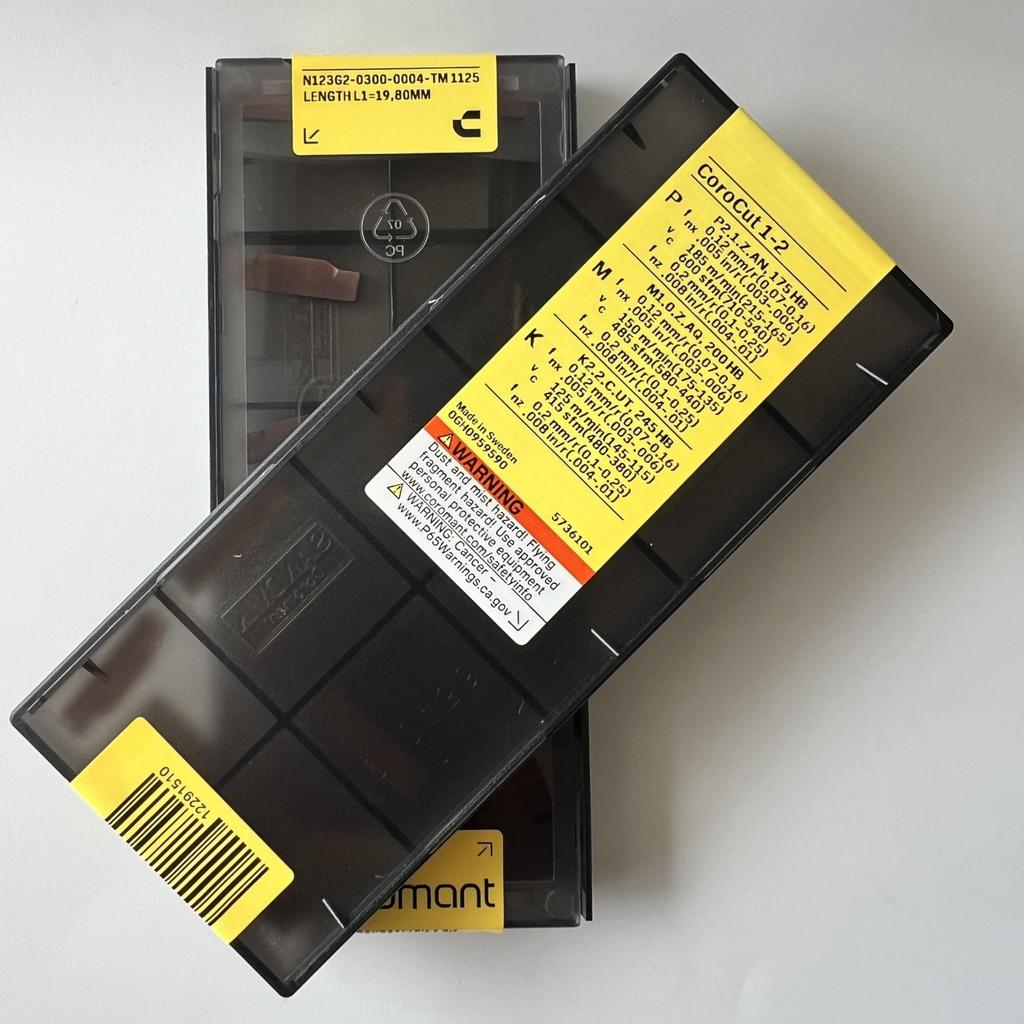 N123G2-0300-0004-TM 1125
LENGTH L1=19,80MM
07
PC
CoroCut 1-2
P P2.1.Z.AN, 175 HB
fnx 0.12 mm/r(0.07-0.16)
.005 in/r(.003-.006)
vc 185 m/min(215-165)
600 sfm(710-540)
fnz 0.2 mm/r(0.1-0.25)
.008 in/r(.004-.01)
M M1.0.Z.AQ, 200 HB
fnx 0.12 mm/r(0.07-0.16)
.005 in/r(.003-.006)
vc 150 m/min(175-135)
485 sfm(580-440)
fnz 0.2 mm/r(0.1-0.25)
.008 in/r(.004-.01)
K K2.2.C.UT, 245 HB
fnx 0.12 mm/r(0.07-0.16)
.005 in/r(.003-.006)
vc 125 m/min(145-115)
415 sfm(480-380)
fnz 0.2 mm/r(0.1-0.25)
.008 in/r(.004-.01)
Made in Sweden
0GH0959590
5736101
WARNING
Dust and mist hazard! Flying
fragment hazard! Use approved
personal protective equipment
www.coromant.com/safetyinfo
WARNING: Cancer –
www.P65Warnings.ca.gov
12291510
omant